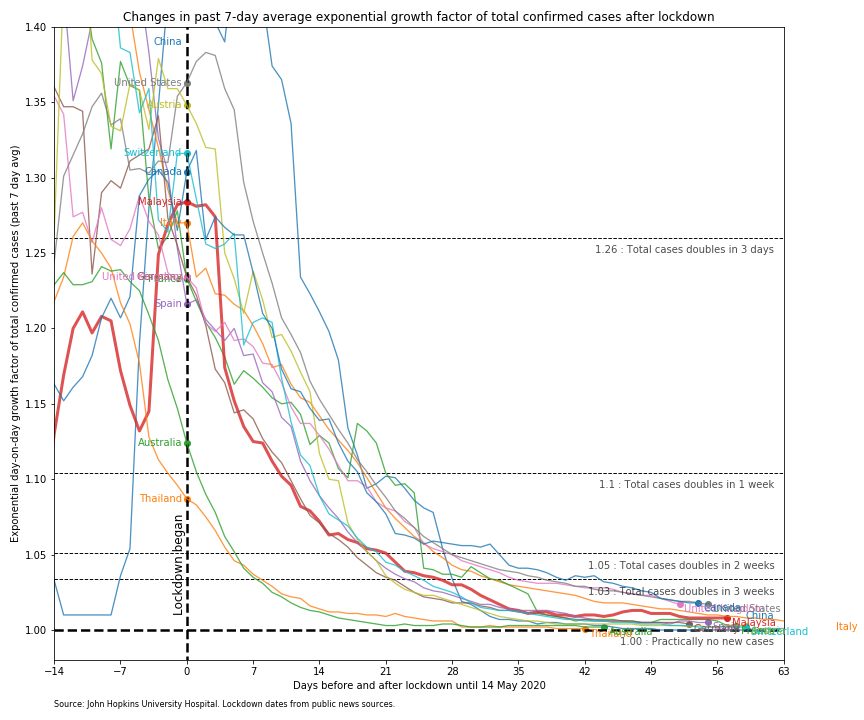 Changes in past 7-day average exponential growth factor of total confirmed cases after lockdown
Exponential day-on-day growth factor of total confirmed cases (past 7 day avg)
1.40
1.35
1.30
1.25
1.20
1.15
1.10
1.05
1.00
China
United States
Austria
Switzerland
Canada
Malaysia
Italy
United Kingdom
Germany
France
Spain
Australia
Thailand
Lockdown began
1.26 : Total cases doubles in 3 days
1.1 : Total cases doubles in 1 week
1.05 : Total cases doubles in 2 weeks
1.03 : Total cases doubles in 3 weeks
1.00 : Practically no new cases
United Kingdom
United States
Canada
China
Malaysia
Switzerland
Italy
Thailand
Australia
−14
−7
0
7
14
21
28
35
42
49
56
63
Days before and after lockdown until 14 May 2020
Source: John Hopkins University Hospital. Lockdown dates from public news sources.